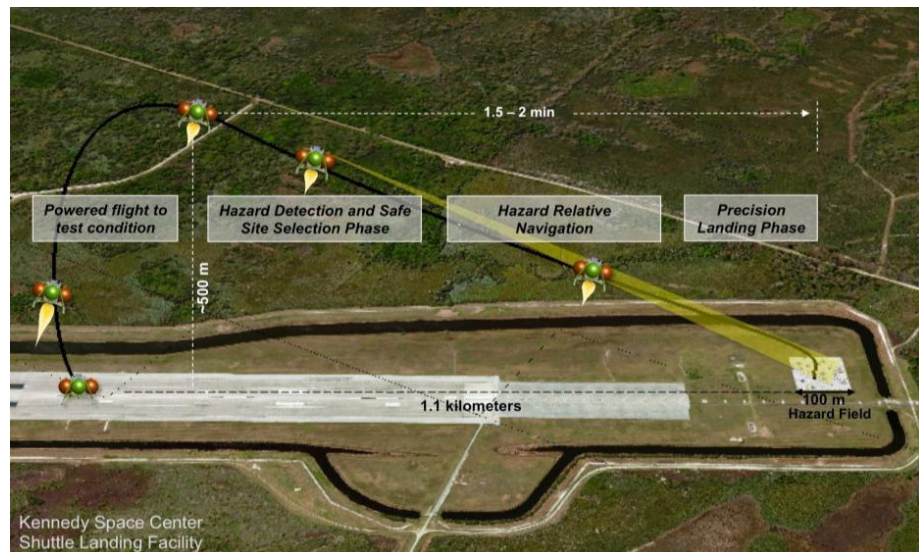 1.5 – 2 min
Powered flight to
test condition
Hazard Detection and Safe
Site Selection Phase
Hazard Relative
Navigation
Precision
Landing Phase
~500 m
1.1 kilometers
100 m
Hazard Field
Kennedy Space Center
Shuttle Landing Facility